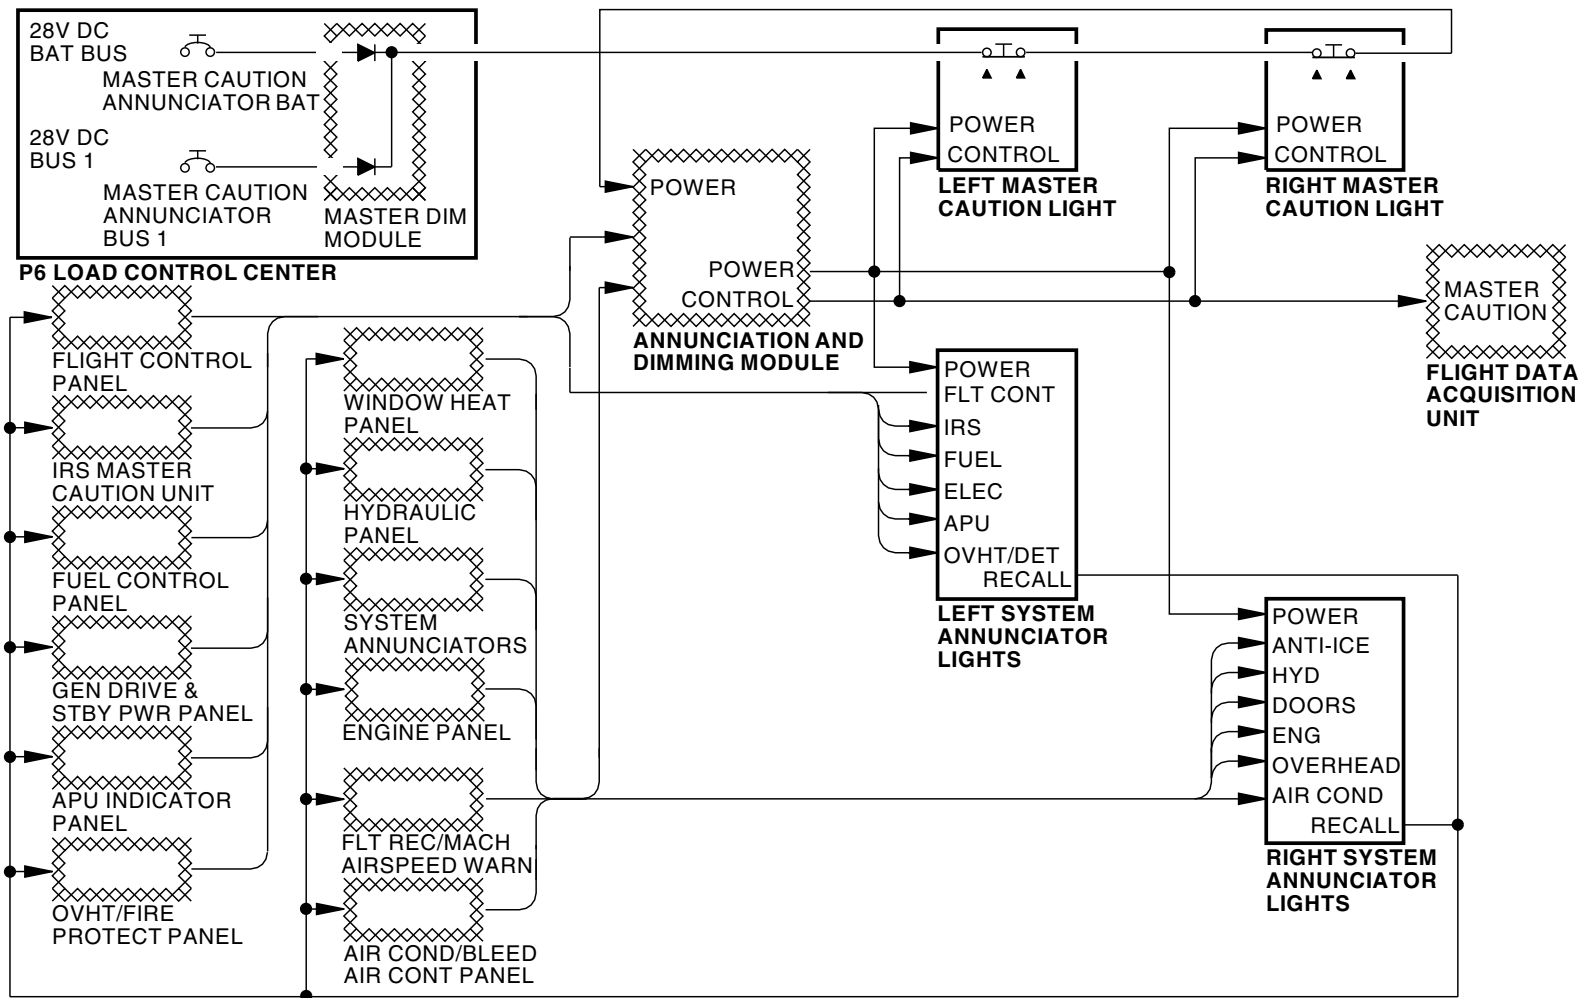 28V DC
BAT BUS
MASTER CAUTION
ANNUNCIATOR BAT
28V DC
BUS 1
MASTER CAUTION
ANNUNCIATOR
BUS 1
MASTER DIM
MODULE
P6 LOAD CONTROL CENTER
FLIGHT CONTROL
PANEL
IRS MASTER
CAUTION UNIT
FUEL CONTROL
PANEL
GEN DRIVE &
STBY PWR PANEL
APU INDICATOR
PANEL
OVHT/FIRE
PROTECT PANEL
WINDOW HEAT
PANEL
HYDRAULIC
PANEL
SYSTEM
ANNUNCIATORS
ENGINE PANEL
FLT REC/MACH
AIRSPEED WARN
AIR COND/BLEED
AIR CONT PANEL
POWER
POWER
CONTROL
ANNUNCIATION AND
DIMMING MODULE
POWER
CONTROL
LEFT MASTER
CAUTION LIGHT
POWER
CONTROL
RIGHT MASTER
CAUTION LIGHT
MASTER
CAUTION
FLIGHT DATA
ACQUISITION
UNIT
POWER
FLT CONT
IRS
FUEL
ELEC
APU
OVHT/DET
RECALL
LEFT SYSTEM
ANNUNCIATOR
LIGHTS
POWER
ANTI-ICE
HYD
DOORS
ENG
OVERHEAD
AIR COND
RECALL
RIGHT SYSTEM
ANNUNCIATOR
LIGHTS